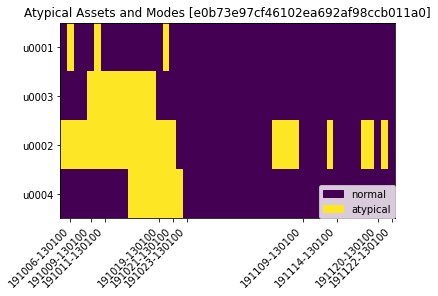 Atypical Assets and Modes [e0b73e97cf46102ea692af98ccb011a0]
u0001
u0003
u0002
u0004
normal
atypical
191006-130100
191009-130100
191011-130100
191019-130100
191021-130100
191023-130100
191109-130100
191114-130100
191120-130100
191122-130100